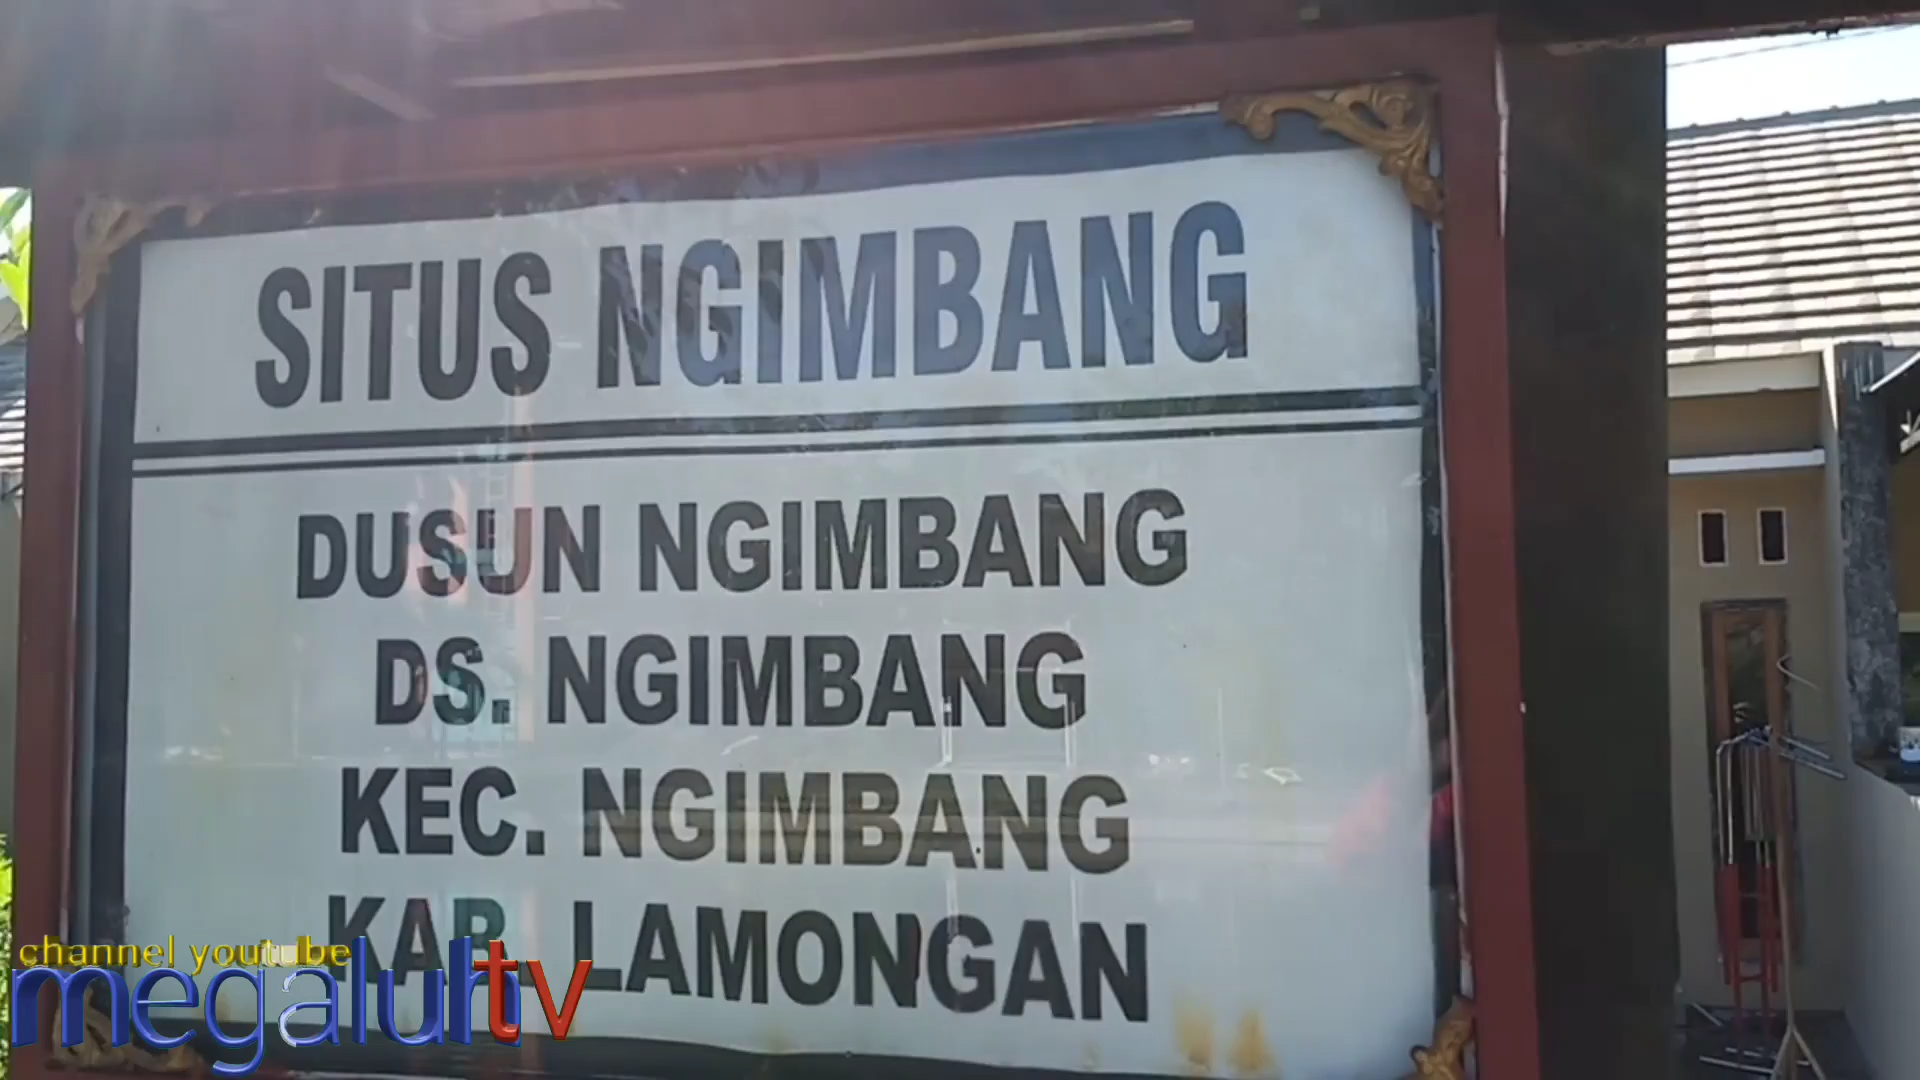 SITUS NGIMBANG
DUSUN NGIMBANG
DS. NGIMBANG
KEC. NGIMBANG
KAB. LAMONGAN
channel youtube
megaluhtv